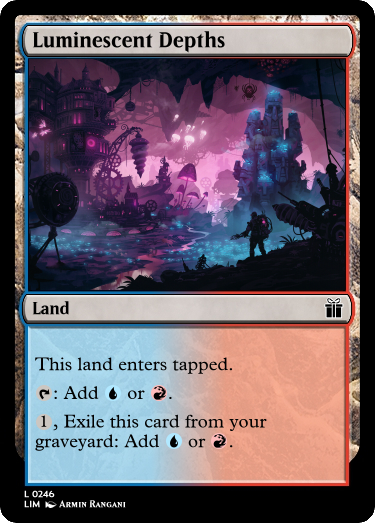 Luminescent Depths
Land
This land enters tapped.
: Add or .
1, Exile this card from your
graveyard: Add or .
L 0246
LIM Armin Rangani